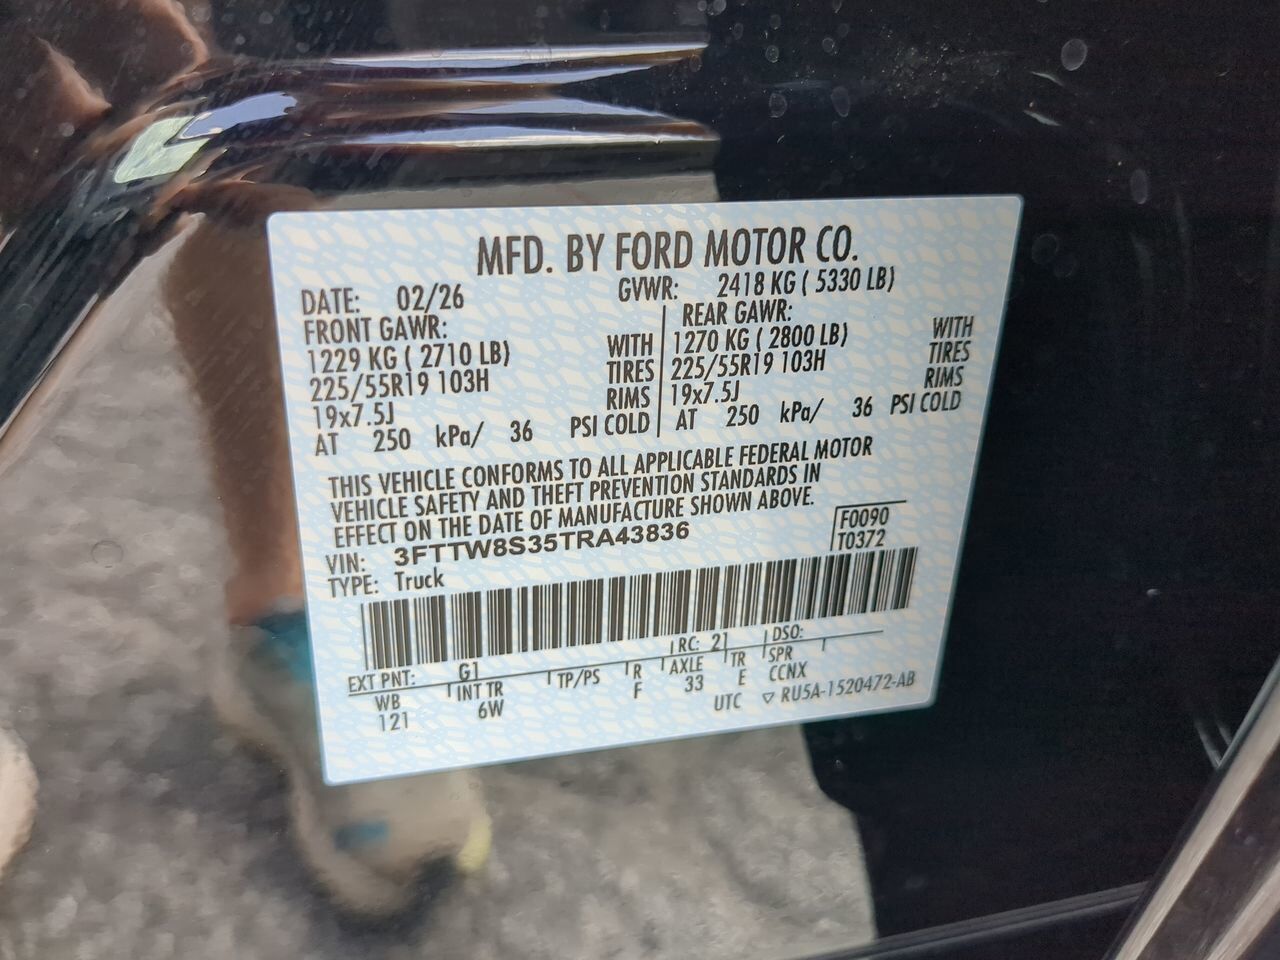 MFD. BY FORD MOTOR CO.
DATE: 02/26 GVWR: 2418 KG ( 5330 LB)
FRONT GAWR: REAR GAWR:
1229 KG ( 2710 LB) WITH 1270 KG ( 2800 LB) WITH
225/55R19 103H TIRES 225/55R19 103H TIRES
19x7.5J RIMS 19x7.5J RIMS
AT 250 kPa/ 36 PSI COLD AT 250 kPa/ 36 PSI COLD
THIS VEHICLE CONFORMS TO ALL APPLICABLE FEDERAL MOTOR
VEHICLE SAFETY AND THEFT PREVENTION STANDARDS IN
EFFECT ON THE DATE OF MANUFACTURE SHOWN ABOVE.
VIN: 3FTTW8S35TRA43836 F0090
TYPE: Truck T0372
EXT PNT: G1 RC: 21 DSO:
WB INT TR TP/PS R AXLE TR SPR
121 6W F 33 E CCNX
UTC ▽ RU5A-1520472-AB